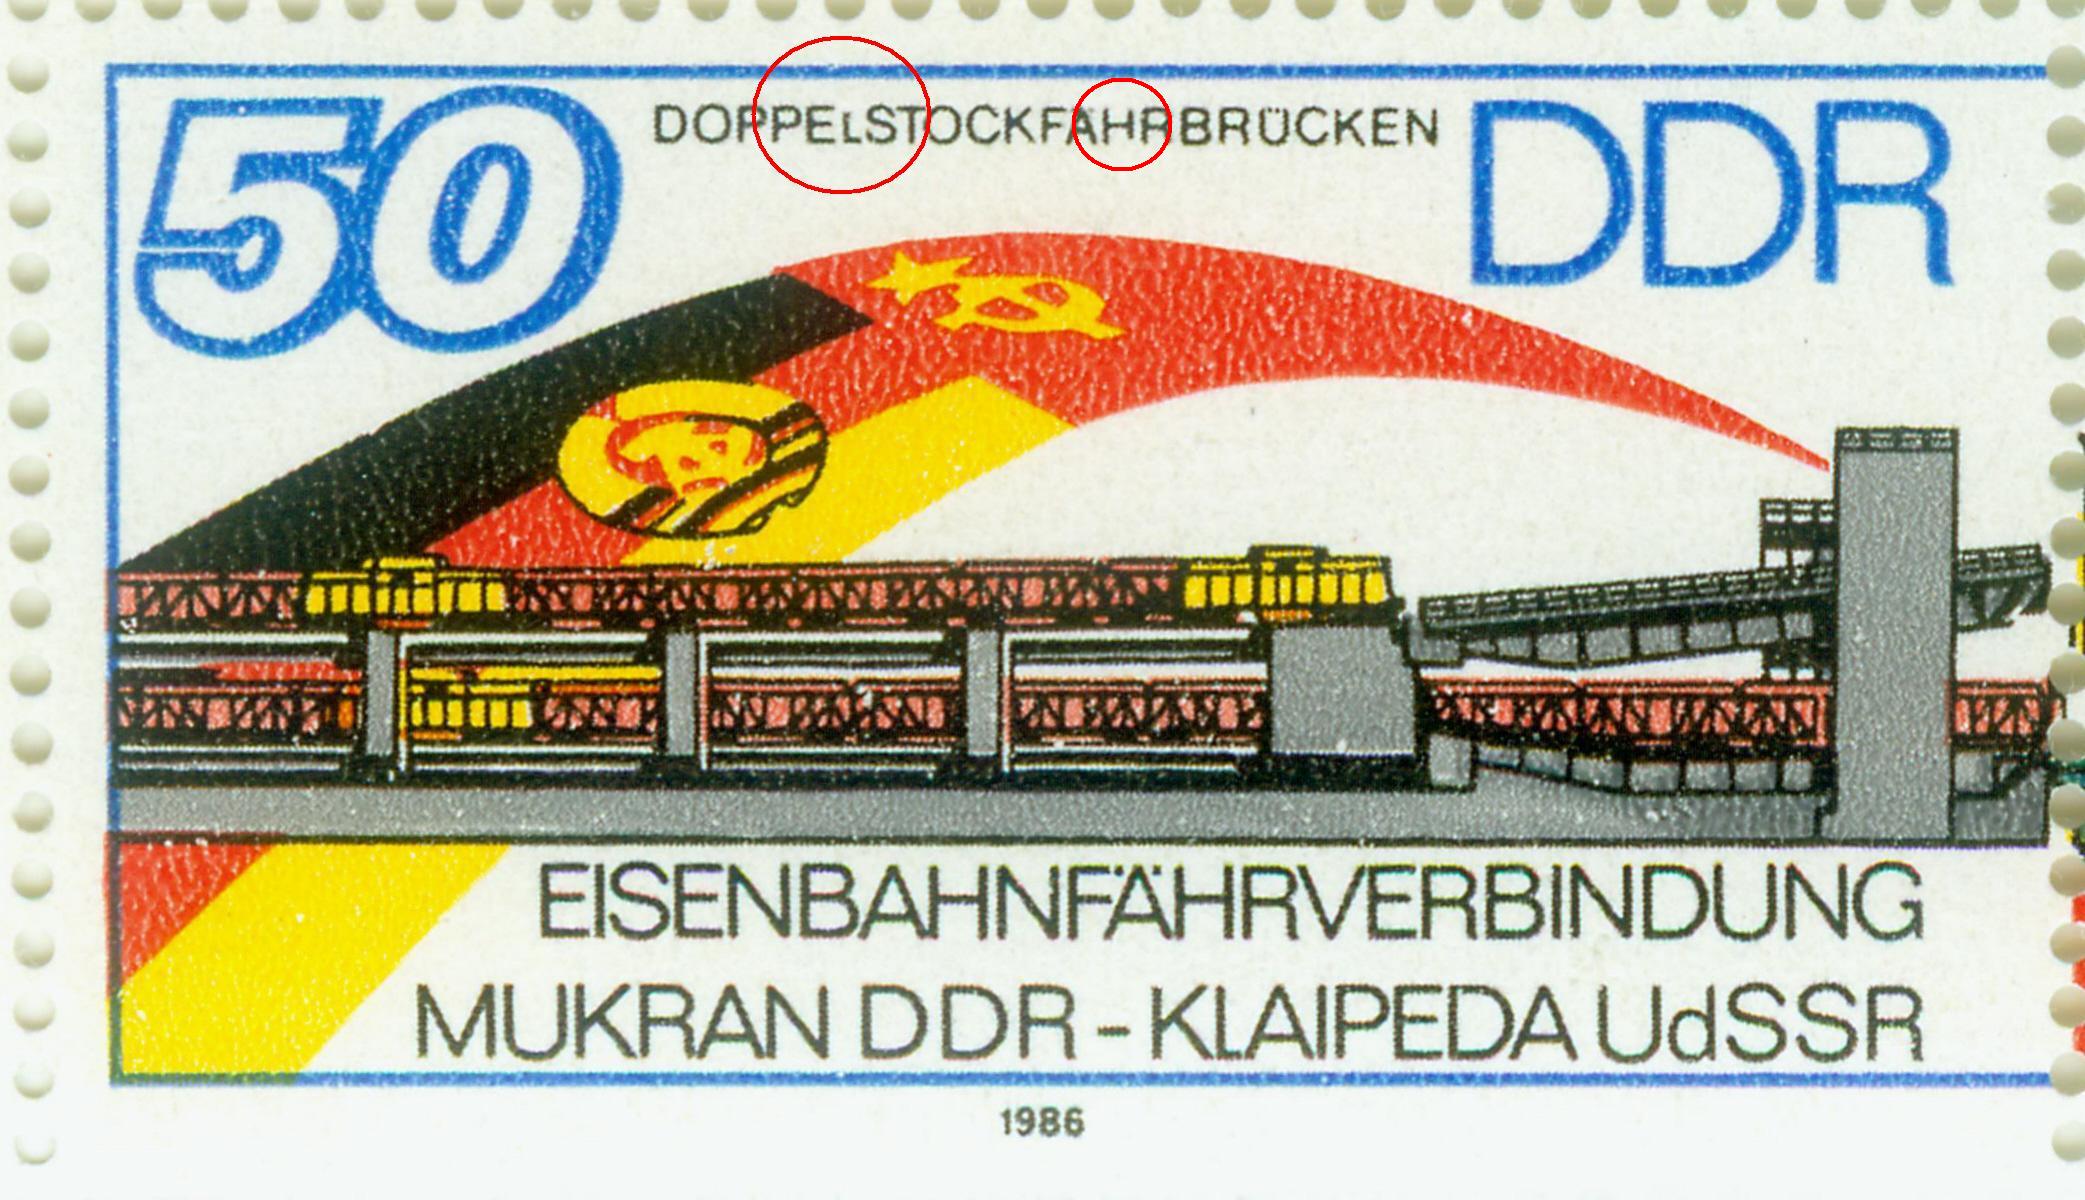 50 DOPPELSTOCKFÄHRBRÜCKEN DDR
EISENBAHNFÄHRVERBINDUNG
MUKRAN DDR - KLAIPEDA UdSSR
1986